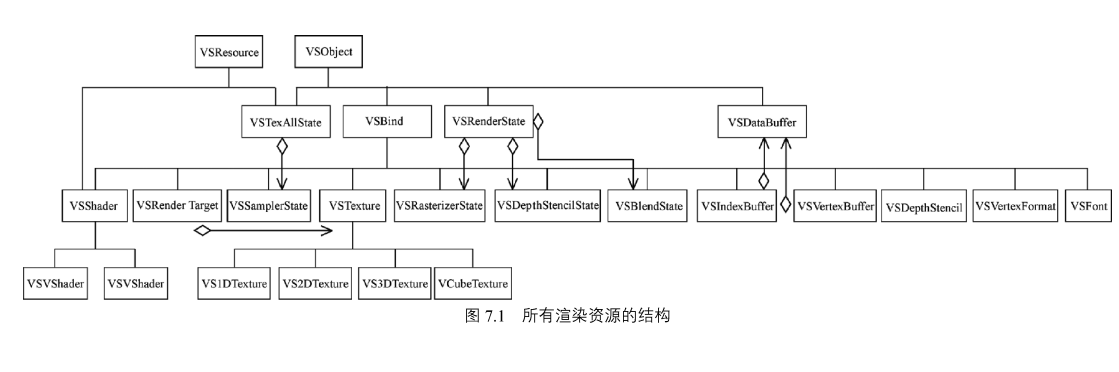 VSResource
VSObject
VSTexAllState
VSBind
VSRenderState
VSDataBuffer
VSShader
VSRender Target
VSSamplerState
VSTexture
VSRasterizerState
VSDepthStencilState
VSBlendState
VSIndexBuffer
VSVertexBuffer
VSDepthStencil
VSVertexFormat
VSFont
VSVShader
VSVShader
VS1DTexture
VS2DTexture
VS3DTexture
VCubeTexture
图 7.1 所有渲染资源的结构